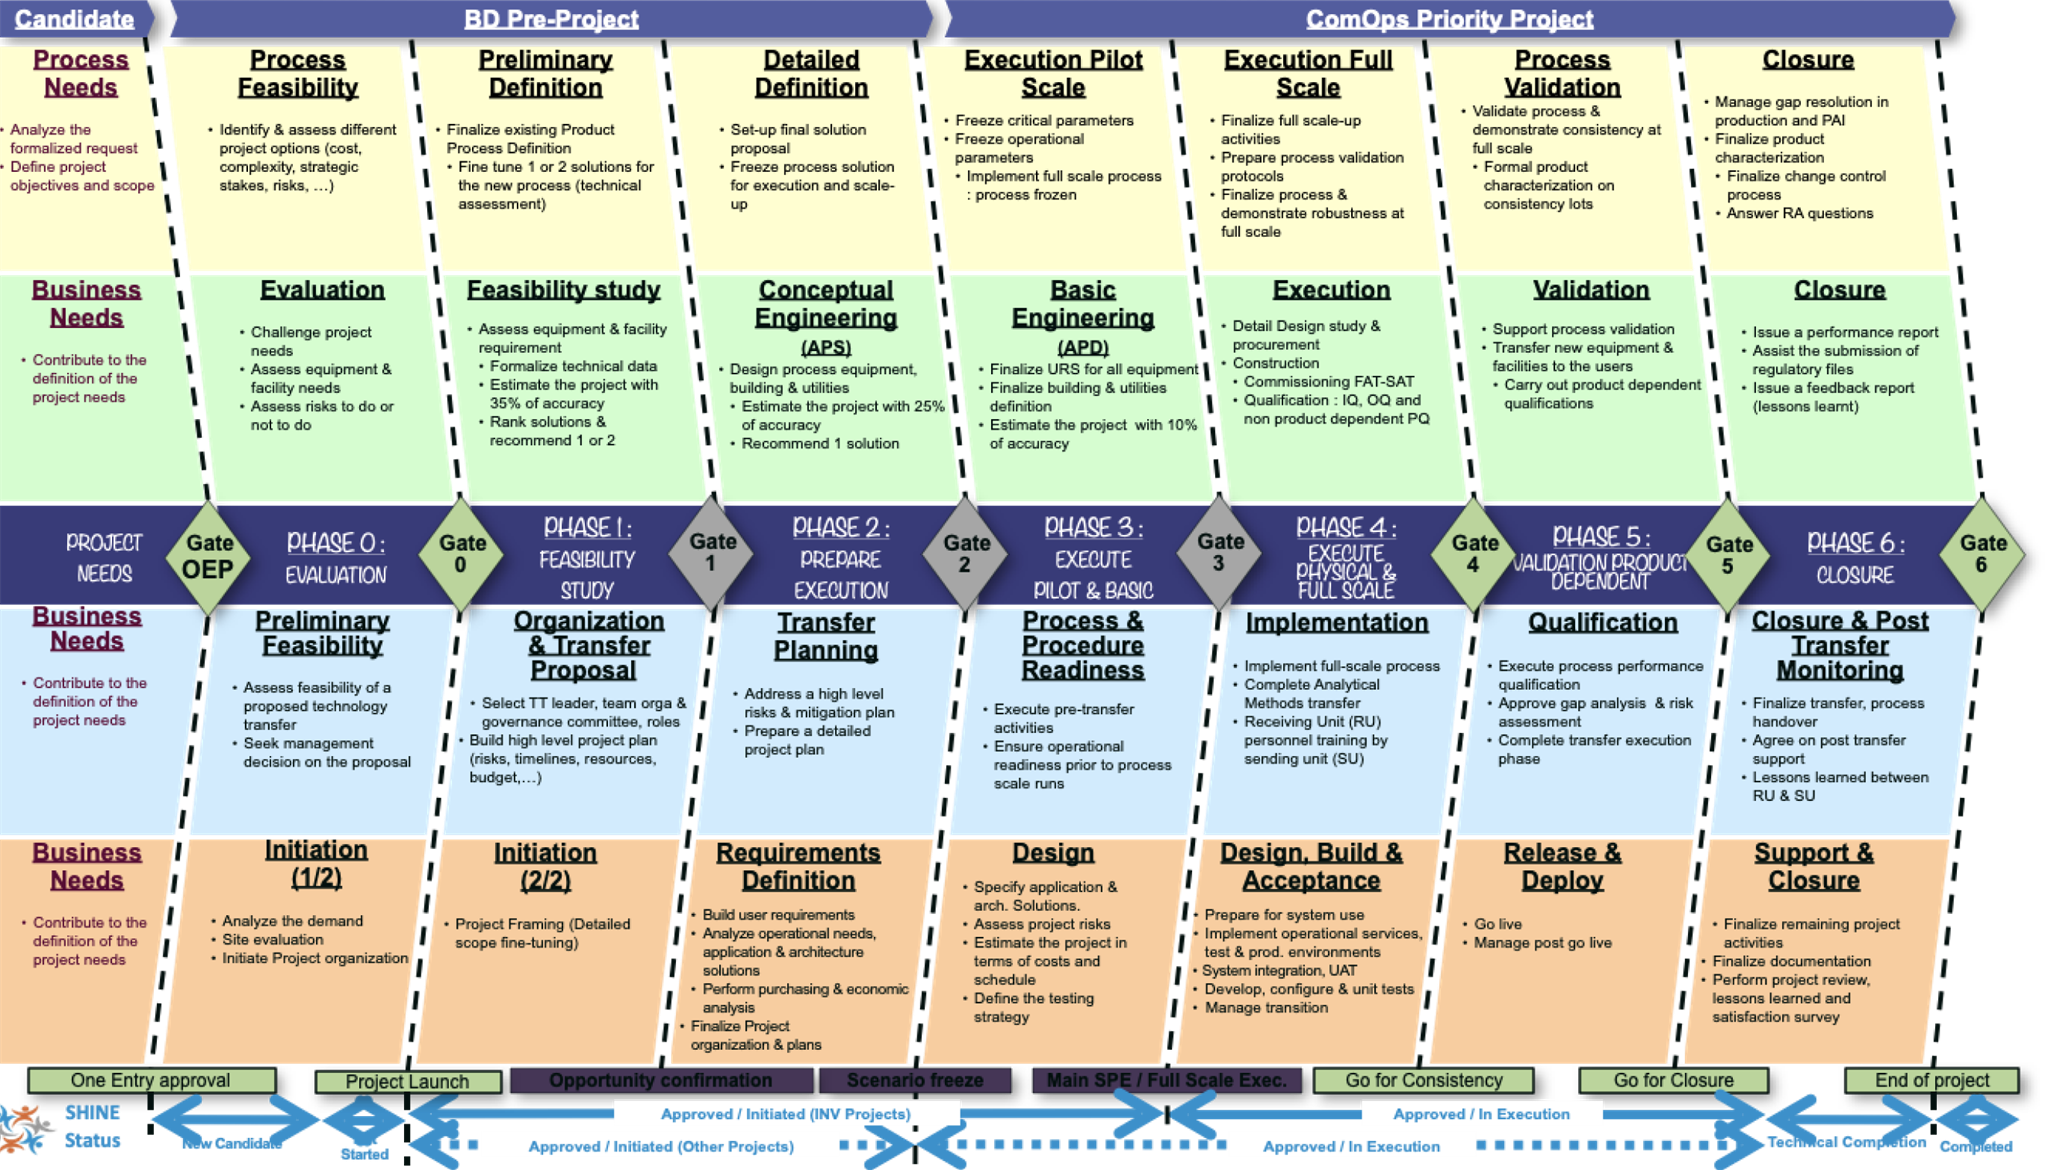 Candidate
BD Pre-Project
ComOps Priority Project
Process
Needs
• Analyze the
formalized request
• Define project
objectives and scope
Process
Feasibility
• Identify & assess different
project options (cost,
complexity, strategic
stakes, risks, …)
Preliminary
Definition
• Finalize existing Product
Process Definition
• Fine tune 1 or 2 solutions for
the new process (technical
assessment)
Detailed
Definition
• Set-up final solution
proposal
• Freeze process solution
for execution and scale-
up
Execution Pilot
Scale
• Freeze critical parameters
• Freeze operational
parameters
• Implement full scale process
: process frozen
Execution Full
Scale
• Finalize full scale-up
activities
• Prepare process validation
protocols
• Finalize process &
demonstrate robustness at
full scale
Process
Validation
• Validate process &
demonstrate consistency at
full scale
• Formal product
characterization on
consistency lots
Closure
• Manage gap resolution in
production and PAI
• Finalize product
characterization
• Finalize change control
process
• Answer RA questions
Business
Needs
• Contribute to the
definition of the
project needs
Evaluation
• Challenge project
needs
• Assess equipment &
facility needs
• Assess risks to do or
not to do
Feasibility study
• Assess equipment & facility
requirement
• Formalize technical data
• Estimate the project with
35% of accuracy
• Rank solutions &
recommend 1 or 2
Conceptual
Engineering
(APS)
• Design process equipment,
building & utilities
• Estimate the project with 25%
of accuracy
• Recommend 1 solution
Basic
Engineering
(APD)
• Finalize URS for all equipment
• Finalize building & utilities
definition
• Estimate the project with 10%
of accuracy
Execution
• Detail Design study &
procurement
• Construction
• Commissioning FAT-SAT
• Qualification : IQ, OQ and
non product dependent PQ
Validation
• Support process validation
• Transfer new equipment &
facilities to the users
• Carry out product dependent
qualifications
Closure
• Issue a performance report
• Assist the submission of
regulatory files
• Issue a feedback report
(lessons learnt)
PROJECT
NEEDS
Gate
OEP
PHASE 0 :
EVALUATION
Gate
0
PHASE 1 :
FEASIBILITY
STUDY
Gate
1
PHASE 2 :
PREPARE
EXECUTION
Gate
2
PHASE 3 :
EXECUTE
PILOT & BASIC
Gate
3
PHASE 4 :
EXECUTE
PHYSICAL &
FULL SCALE
Gate
4
PHASE 5 :
VALIDATION PRODUCT
DEPENDENT
Gate
5
PHASE 6 :
CLOSURE
Gate
6
Business
Needs
• Contribute to the
definition of the
project needs
Preliminary
Feasibility
• Assess feasibility of a
proposed technology
transfer
• Seek management
decision on the proposal
Organization
& Transfer
Proposal
• Select TT leader, team orga &
governance committee, roles
• Build high level project plan
(risks, timelines, resources,
budget,…)
Transfer
Planning
• Address a high level
risks & mitigation plan
• Prepare a detailed
project plan
Process &
Procedure
Readiness
• Execute pre-transfer
activities
• Ensure operational
readiness prior to process
scale runs
Implementation
• Implement full-scale process
• Complete Analytical
Methods transfer
• Receiving Unit (RU)
personnel training by
sending unit (SU)
Qualification
• Execute process performance
qualification
• Approve gap analysis & risk
assessment
• Complete transfer execution
phase
Closure & Post
Transfer
Monitoring
• Finalize transfer, process
handover
• Agree on post transfer
support
• Lessons learned between
RU & SU
Business
Needs
• Contribute to the
definition of the
project needs
Initiation
(1/2)
• Analyze the demand
• Site evaluation
• Initiate Project organization
Initiation
(2/2)
• Project Framing (Detailed
scope fine-tuning)
Requirements
Definition
• Build user requirements
• Analyze operational needs,
application & architecture
solutions
• Perform purchasing & economic
analysis
• Finalize Project
organization & plans
Design
• Specify application &
arch. Solutions.
• Assess project risks
• Estimate the project in
terms of costs and
schedule
• Define the testing
strategy
Design, Build &
Acceptance
• Prepare for system use
• Implement operational services,
test & prod. environments
• System integration, UAT
• Develop, configure & unit tests
• Manage transition
Release &
Deploy
• Go live
• Manage post go live
Support &
Closure
• Finalize remaining project
activities
• Finalize documentation
• Perform project review,
lessons learned and
satisfaction survey
One Entry approval
Project Launch
Opportunity confirmation
Scenario freeze
Main SPE / Full Scale Exec.
Go for Consistency
Go for Closure
End of project
SHINE
Status
New Candidate
Started
Approved / Initiated (INV Projects)
Approved / In Execution
Approved / Initiated (Other Projects)
Approved / In Execution
Technical Completion
Completed